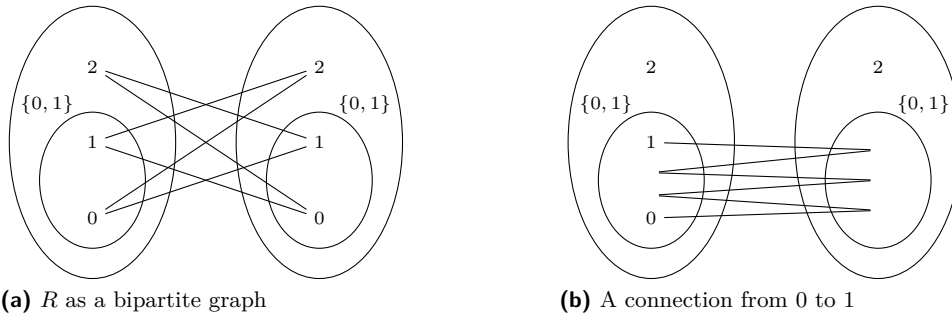 2 2 2 2
{0, 1} {0, 1} {0, 1} {0, 1}
1 1 1
0 0 0
(a) R as a bipartite graph (b) A connection from 0 to 1